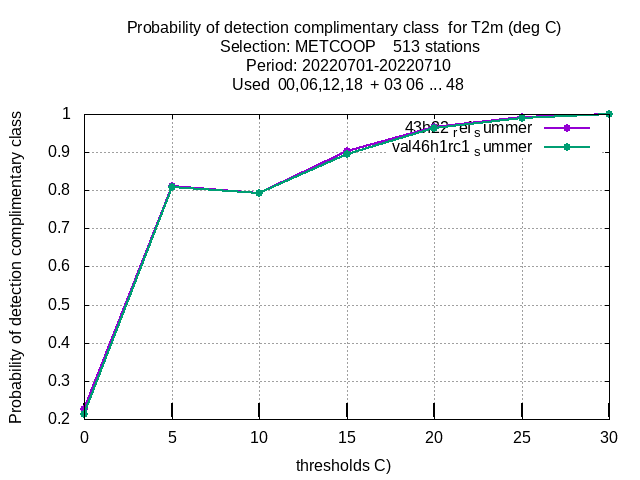 Probability of detection complimentary class for T2m (deg C)
Selection: METCOOP 513 stations
Period: 20220701-20220710
Used 00,06,12,18 + 03 06 ... 48
Probability of detection complimentary class
1
0.9
0.8
0.7
0.6
0.5
0.4
0.3
0.2
43h22_ref_summer
val46h1rc1_summer
0 5 10 15 20 25 30
thresholds C)